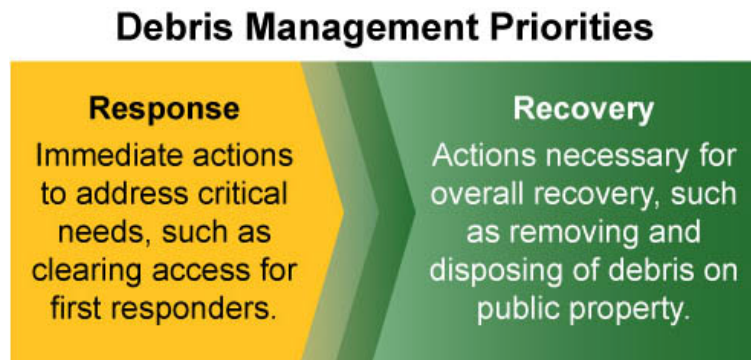 Debris Management Priorities
Response
Immediate actions
to address critical
needs, such as
clearing access for
first responders.
Recovery
Actions necessary for
overall recovery, such
as removing and
disposing of debris on
public property.